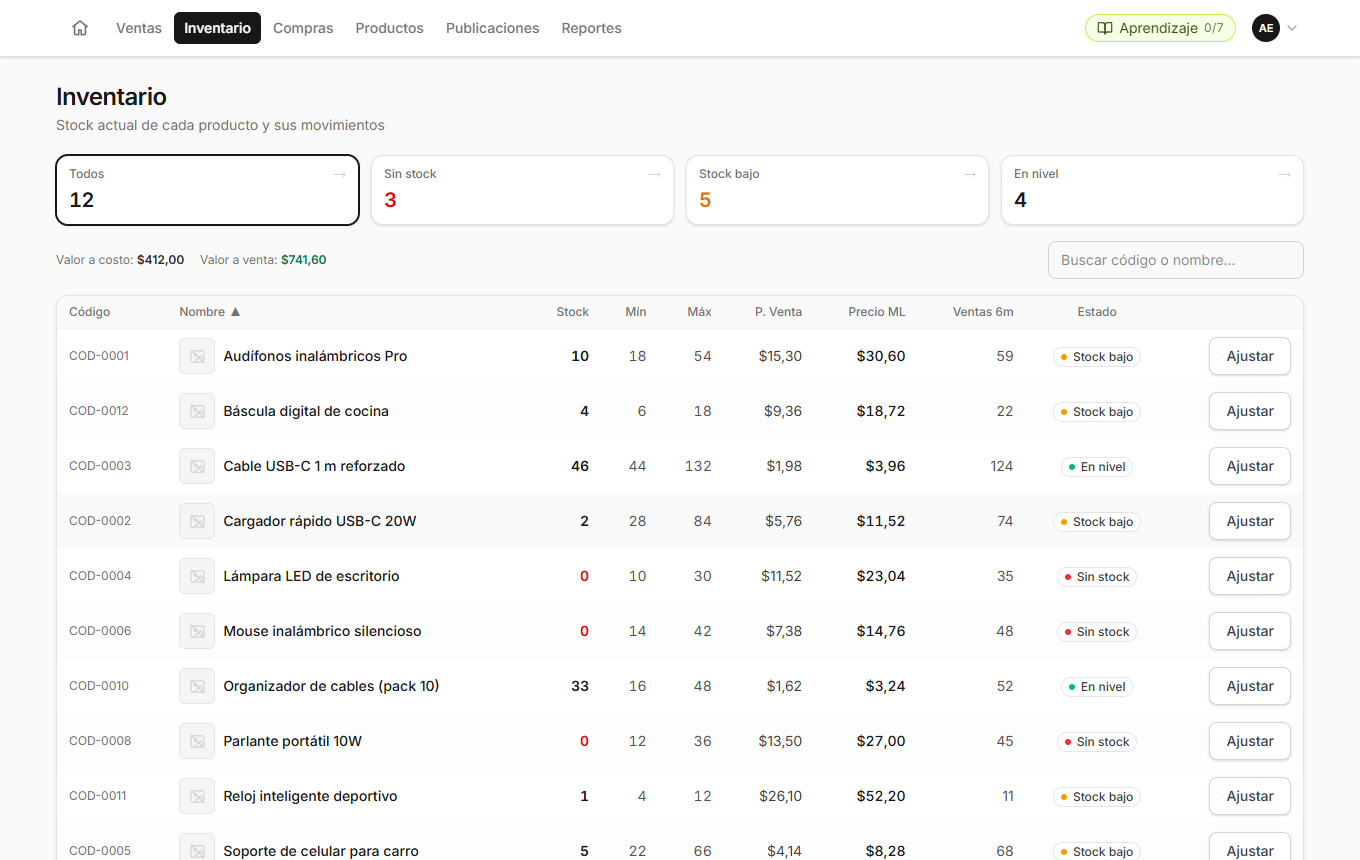 Ventas Inventario Compras Productos Publicaciones Reportes Aprendizaje 0/7 AE
Inventario
Stock actual de cada producto y sus movimientos
Todos → Sin stock → Stock bajo → En nivel →
12 3 5 4
Valor a costo: $412,00 Valor a venta: $741,60 Buscar código o nombre...
Código Nombre ▲ Stock Mín Máx P. Venta Precio ML Ventas 6m Estado
COD-0001 Audífonos inalámbricos Pro 10 18 54 $15,30 $30,60 59 Stock bajo Ajustar
COD-0012 Báscula digital de cocina 4 6 18 $9,36 $18,72 22 Stock bajo Ajustar
COD-0003 Cable USB-C 1 m reforzado 46 44 132 $1,98 $3,96 124 En nivel Ajustar
COD-0002 Cargador rápido USB-C 20W 2 28 84 $5,76 $11,52 74 Stock bajo Ajustar
COD-0004 Lámpara LED de escritorio 0 10 30 $11,52 $23,04 35 Sin stock Ajustar
COD-0006 Mouse inalámbrico silencioso 0 14 42 $7,38 $14,76 48 Sin stock Ajustar
COD-0010 Organizador de cables (pack 10) 33 16 48 $1,62 $3,24 52 En nivel Ajustar
COD-0008 Parlante portátil 10W 0 12 36 $13,50 $27,00 45 Sin stock Ajustar
COD-0011 Reloj inteligente deportivo 1 4 12 $26,10 $52,20 11 Stock bajo Ajustar
COD-0005 Soporte de celular para carro 5 22 66 $4,14 $8,28 68 Stock bajo Ajustar